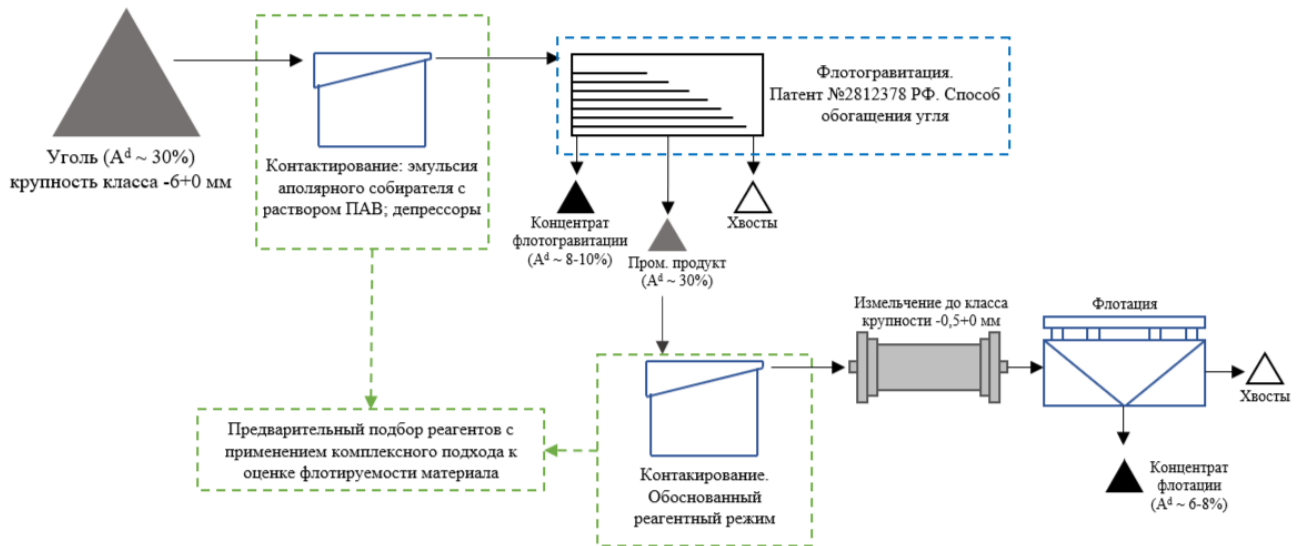 Уголь (Aᵈ ~ 30%)
крупность класса -6+0 мм
Контактирование: эмульсия
аполярного собирателя с
раствором ПАВ; депрессоры
Флотогравитация.
Патент №2812378 РФ. Способ
обогащения угля
Концентрат
флотогравитации
(Aᵈ ~ 8-10%)
Пром. продукт
(Aᵈ ~ 30%)
Хвосты
Предварительный подбор реагентов с
применением комплексного подхода к
оценке флотируемости материала
Контакирование.
Обоснованный
реагентный режим
Измельчение до класса
крупности -0,5+0 мм
Флотация
Хвосты
Концентрат
флотации
(Aᵈ ~ 6-8%)